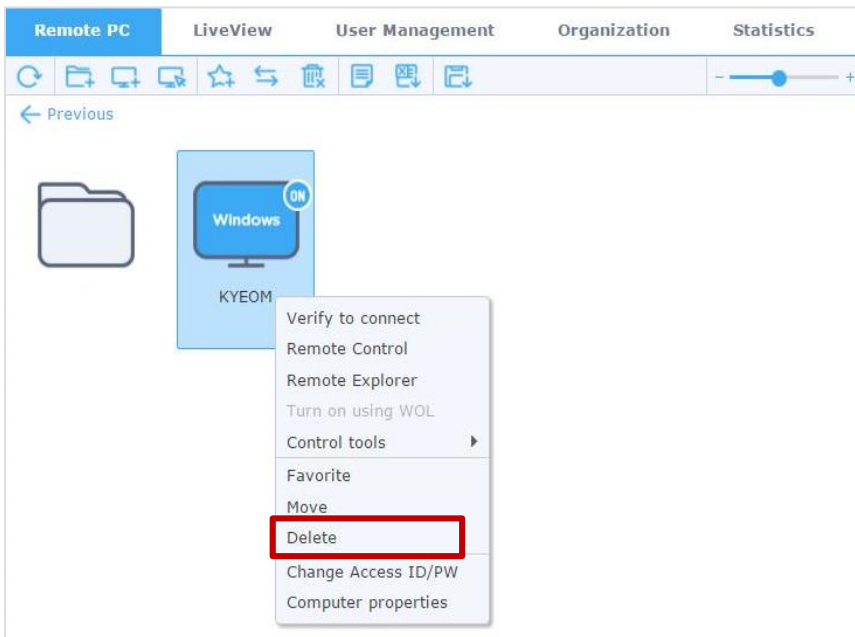 Remote PC LiveView User Management Organization Statistics
XE
- +
← Previous
Windows ON
KYEOM
Verify to connect
Remote Control
Remote Explorer
Turn on using WOL
Control tools
Favorite
Move
Delete
Change Access ID/PW
Computer properties